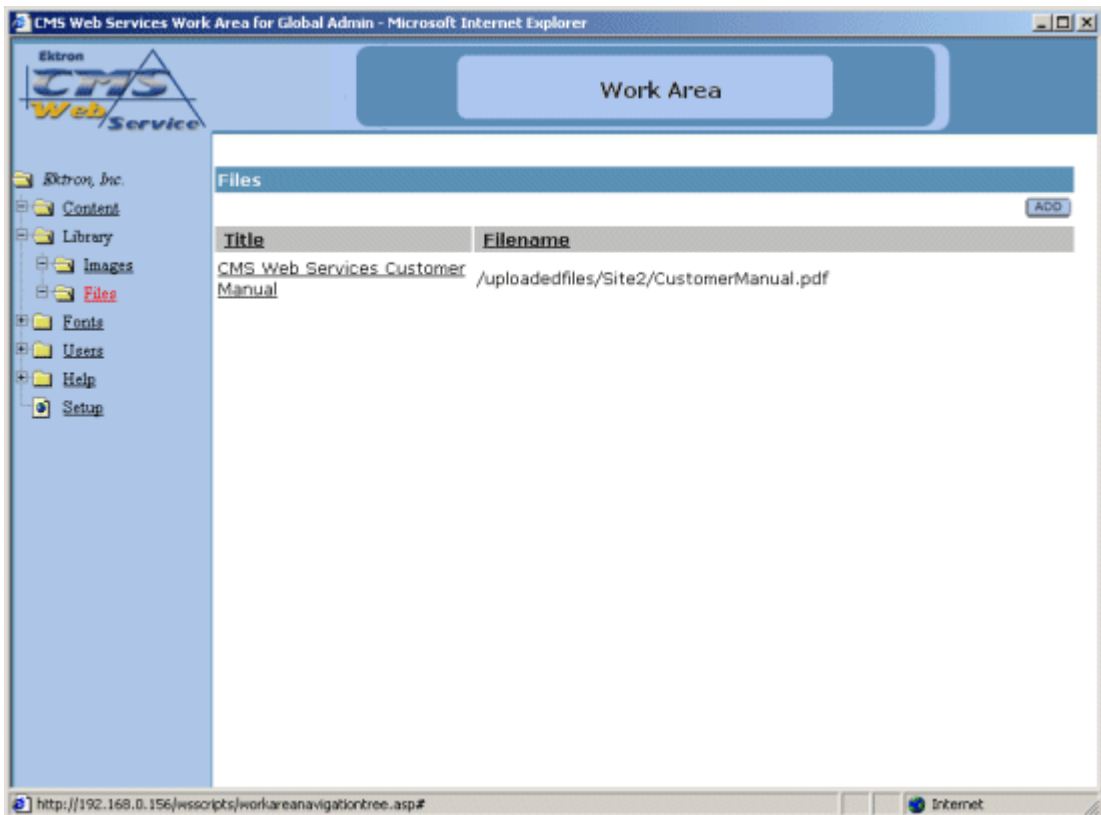 CMS Web Services Work Area for Global Admin - Microsoft Internet Explorer
Ektron
CMS
Web
Service
Work Area
Ektron, Inc.
Content
Library
Images
Files
Fonts
Users
Help
Setup
Files
ADD
Title Filename
CMS Web Services Customer
Manual
/uploadedfiles/Site2/CustomerManual.pdf
http://192.168.0.156/wsscripts/workareanavigationtree.asp#
Internet